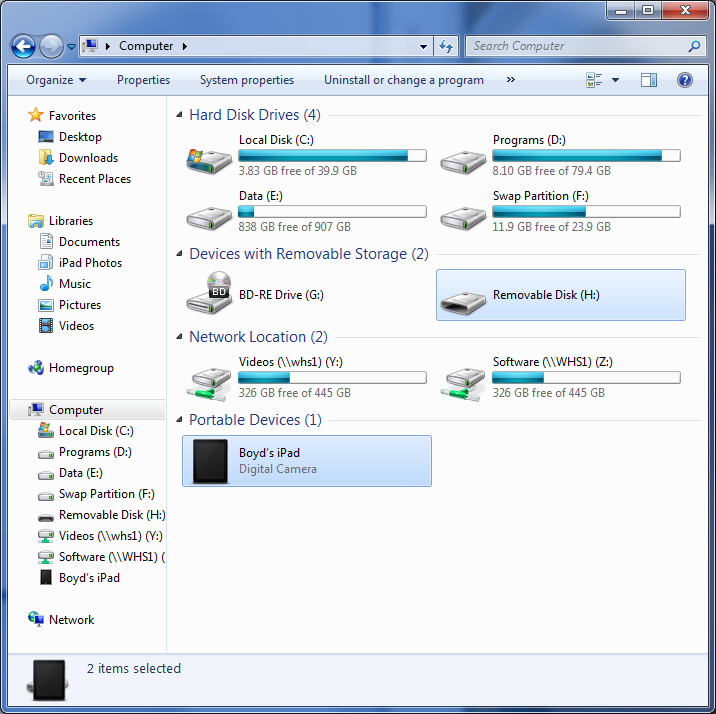 Computer
Search Computer
Organize
Properties
System properties
Uninstall or change a program
»
Favorites
Desktop
Downloads
Recent Places
Libraries
Documents
iPad Photos
Music
Pictures
Videos
Homegroup
Computer
Local Disk (C:)
Programs (D:)
Data (E:)
Swap Partition (F:)
Removable Disk (H:)
Videos (\\whs1) (Y:)
Software (\\WHS1) (
Boyd's iPad
Network
Hard Disk Drives (4)
Local Disk (C:)
3.83 GB free of 39.9 GB
Programs (D:)
8.10 GB free of 79.4 GB
Data (E:)
838 GB free of 907 GB
Swap Partition (F:)
11.9 GB free of 23.9 GB
Devices with Removable Storage (2)
BD
BD-RE Drive (G:)
Removable Disk (H:)
Network Location (2)
Videos (\\whs1) (Y:)
326 GB free of 445 GB
Software (\\WHS1) (Z:)
326 GB free of 445 GB
Portable Devices (1)
Boyd's iPad
Digital Camera
2 items selected